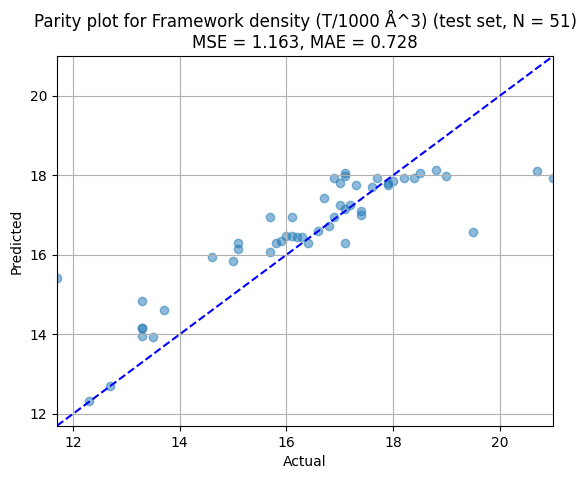 Parity plot for Framework density (T/1000 Å^3) (test set, N = 51)
MSE = 1.163, MAE = 0.728
20
18
16
14
12
Predicted
12 14 16 18 20
Actual